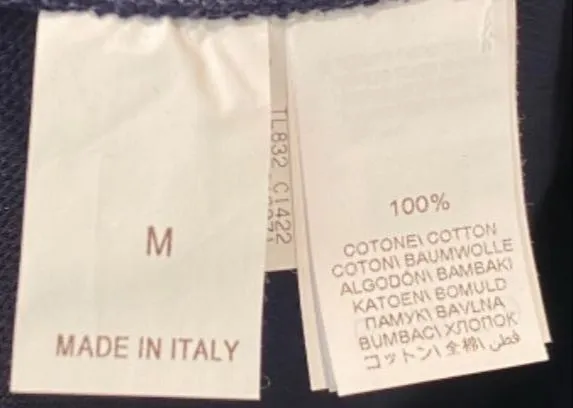 M
MADE IN ITALY
TL832 C1422
100%
COTONE\ COTTON
COTON\ BAUMWOLLE
ALGODÓN\ BAMBAKI
KATOEN\ BOMULD
ПАМУК\ BAVLNA
BUMBAC\ ХЛОПОК
コットン\ 全棉\ قطن